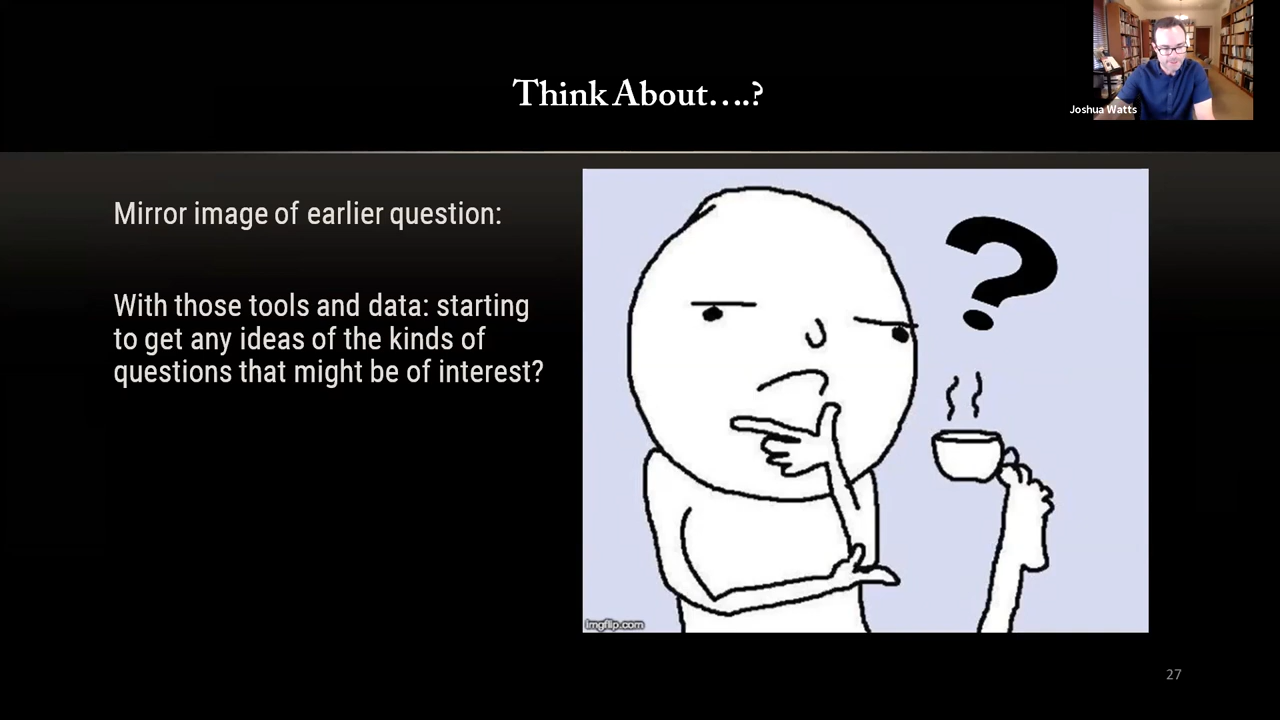 Think About….?
Joshua Watts
Mirror image of earlier question:
With those tools and data: starting
to get any ideas of the kinds of
questions that might be of interest?
?
imgflip.com
27